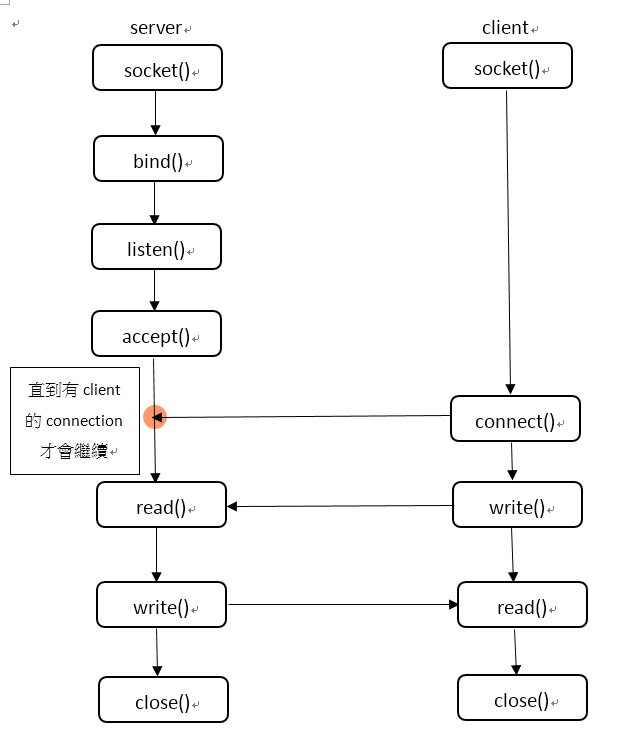 server
client
socket()
socket()
bind()
listen()
accept()
直到有 client
的 connection
才會繼續
connect()
read()
write()
write()
read()
close()
close()